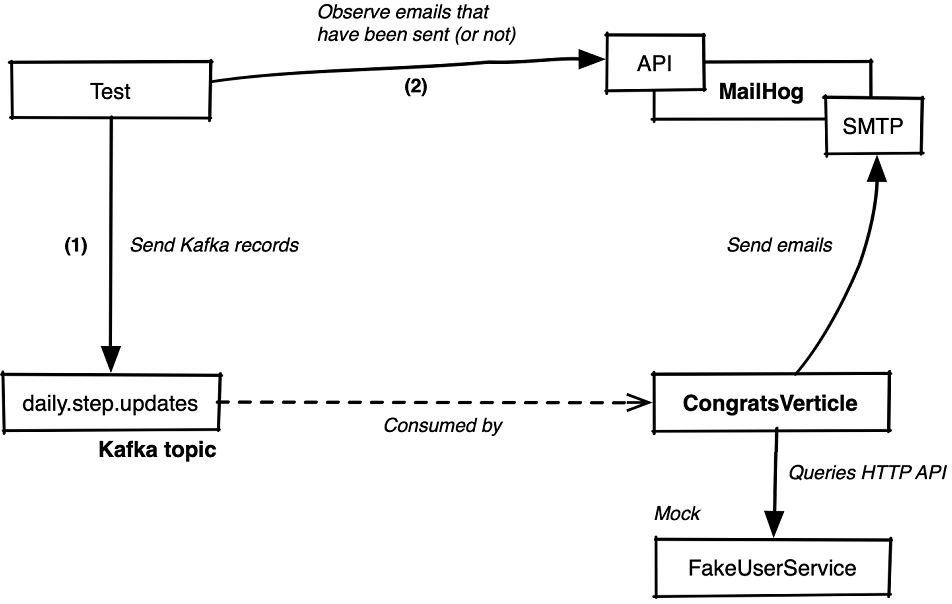 Observe emails that
have been sent (or not)
(2)
Test
API
MailHog
SMTP
(1)
Send Kafka records
Send emails
daily.step.updates
Kafka topic
Consumed by
CongratsVerticle
Queries HTTP API
Mock
FakeUserService